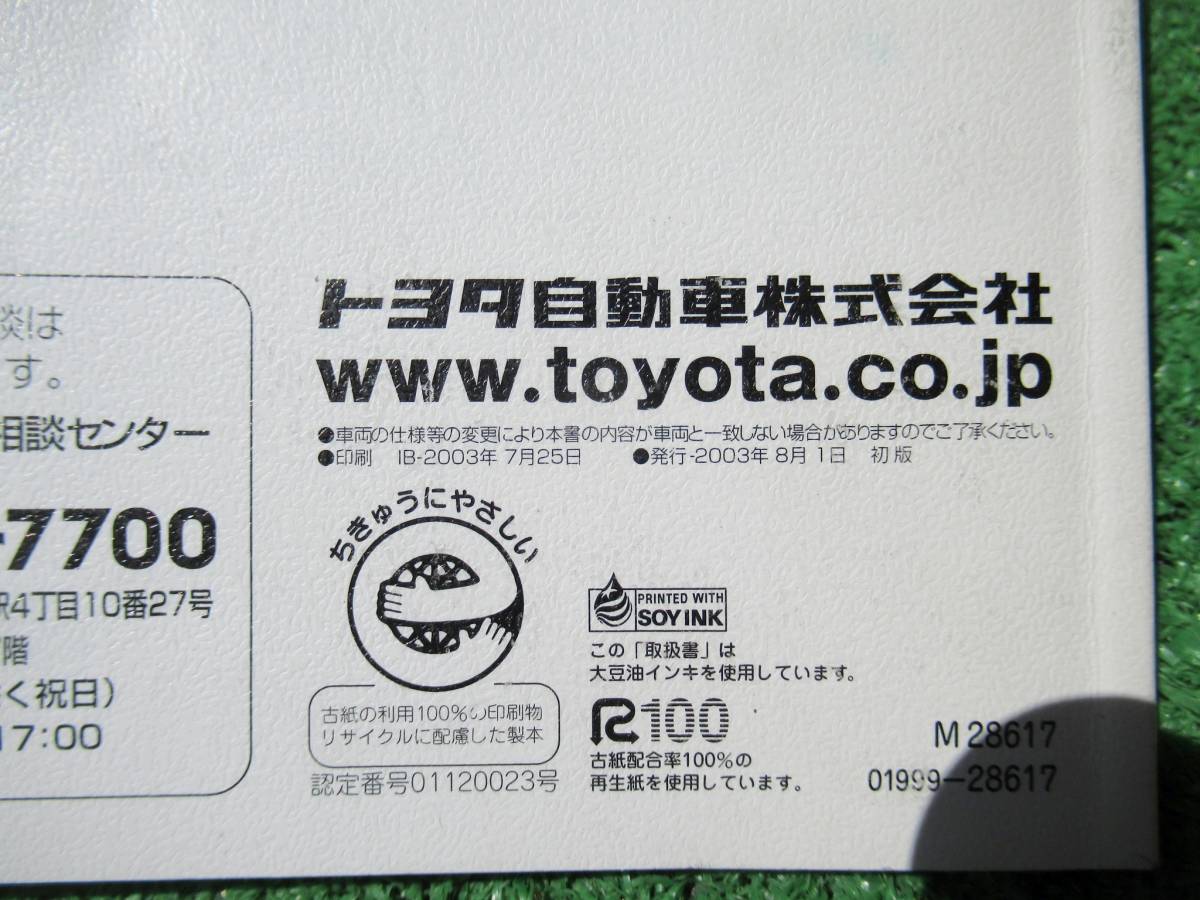 談!は
す。
相談センター
-7700
駅4丁目10番27号
階
く祝日)
17:00
トヨタ自動車株式会社
www.toyota.co.jp
●車両の仕様等の変更により本書の内容が車両と一致しない場合がありますのでご了承ください。
●印刷 IB-2003年 7月25日 ●発行-2003年 8月 1日 初版
ちきゅうにやさしい
古紙の利用100%の印刷物
リサイクルに配慮した製本
認定番号01120023号
PRINTED WITH
SOY INK
この「取扱書」は
大豆油インキを使用しています。
R100
古紙配合率100%の
再生紙を使用しています。
M 28617
01999-28617